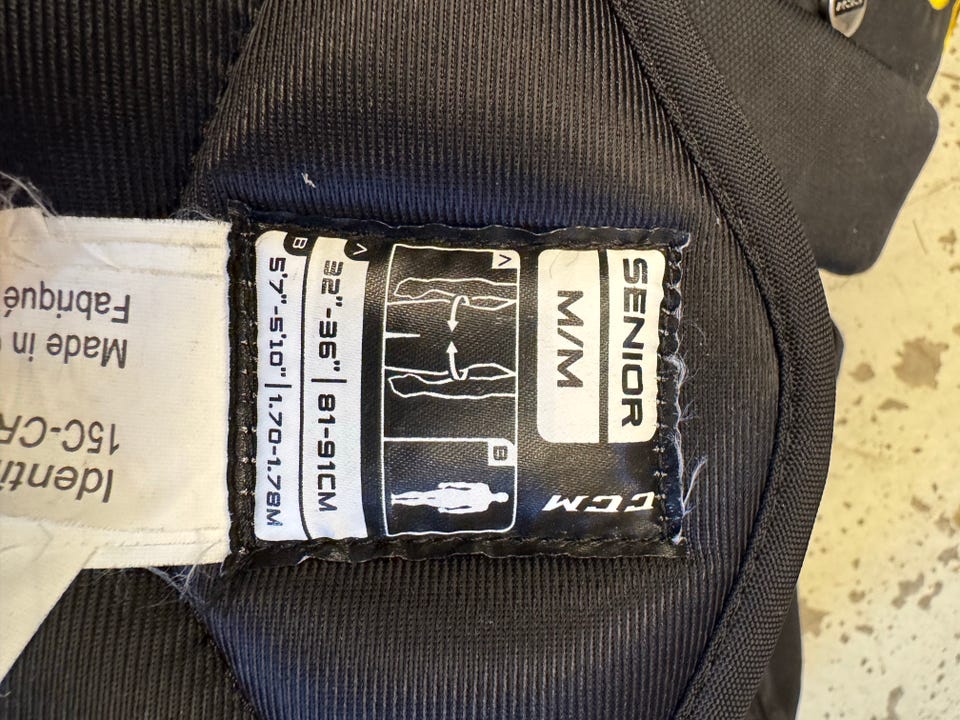 SENIOR
M/M
CCM
A
B
A 32"-36" | 81-91CM
B 5'7"-5'10" | 1.70-1.78M
Identi
15C-CR
Made in
Fabriqué